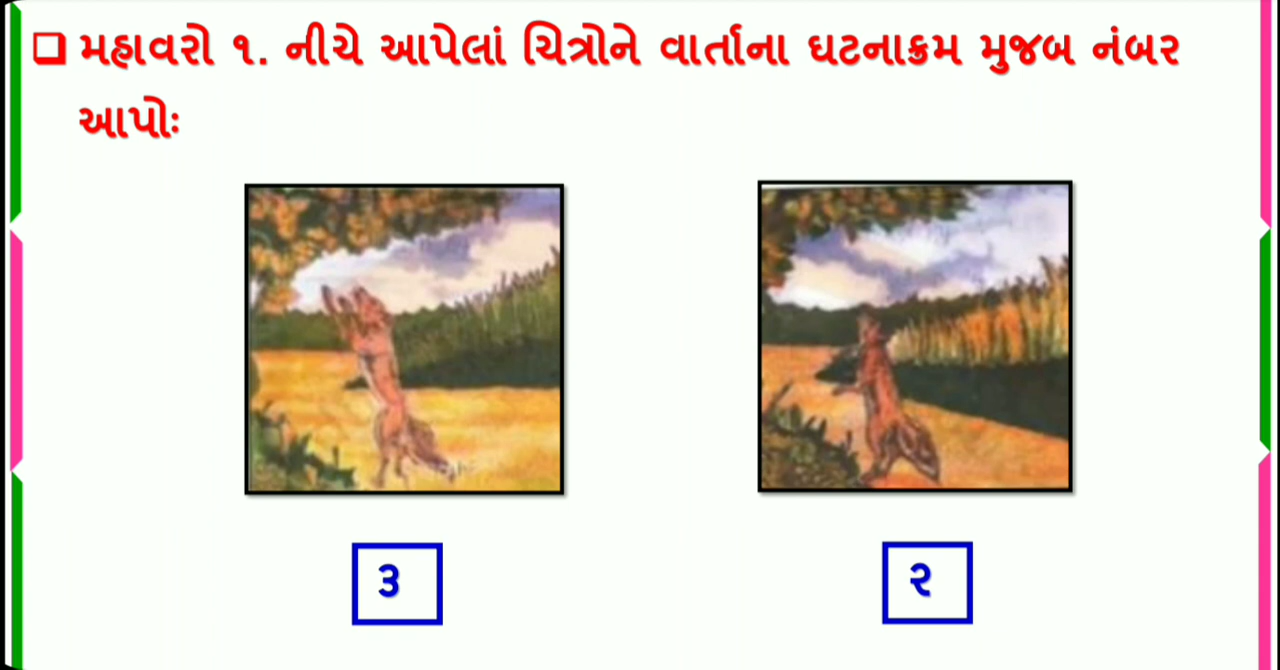 ❑ મહાવરો ૧. નીચે આપેલાં ચિત્રોને વાર્તાના ઘટનાક્રમ મુજબ નંબર
આપોઃ
૩ ૨